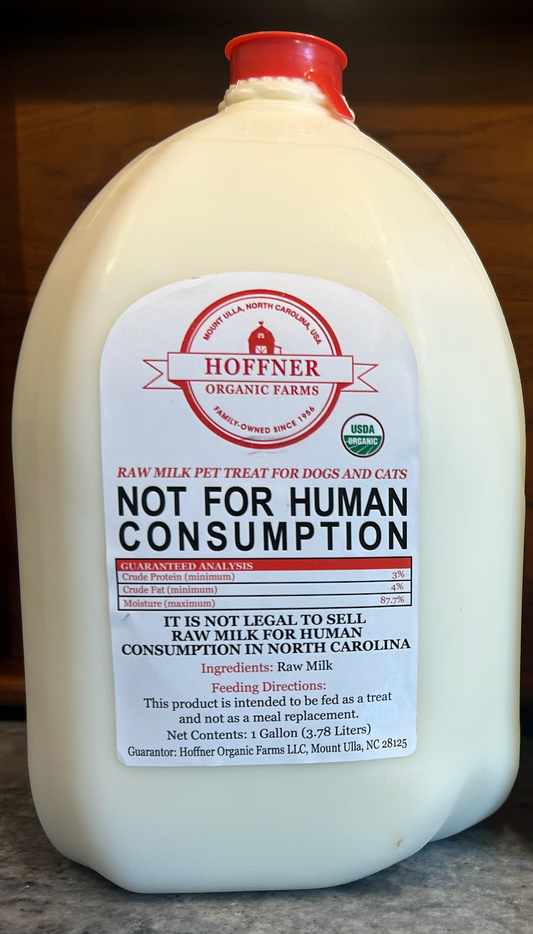 MOUNT ULLA, NORTH CAROLINA, USA
HOFFNER
ORGANIC FARMS
FAMILY-OWNED SINCE 1956
USDA
ORGANIC
RAW MILK PET TREAT FOR DOGS AND CATS
NOT FOR HUMAN
CONSUMPTION
GUARANTEED ANALYSIS
Crude Protein (minimum) 3%
Crude Fat (minimum) 4%
Moisture (maximum) 87.7%
IT IS NOT LEGAL TO SELL
RAW MILK FOR HUMAN
CONSUMPTION IN NORTH CAROLINA
Ingredients: Raw Milk
Feeding Directions:
This product is intended to be fed as a treat
and not as a meal replacement.
Net Contents: 1 Gallon (3.78 Liters)
Guarantor: Hoffner Organic Farms LLC, Mount Ulla, NC 28125